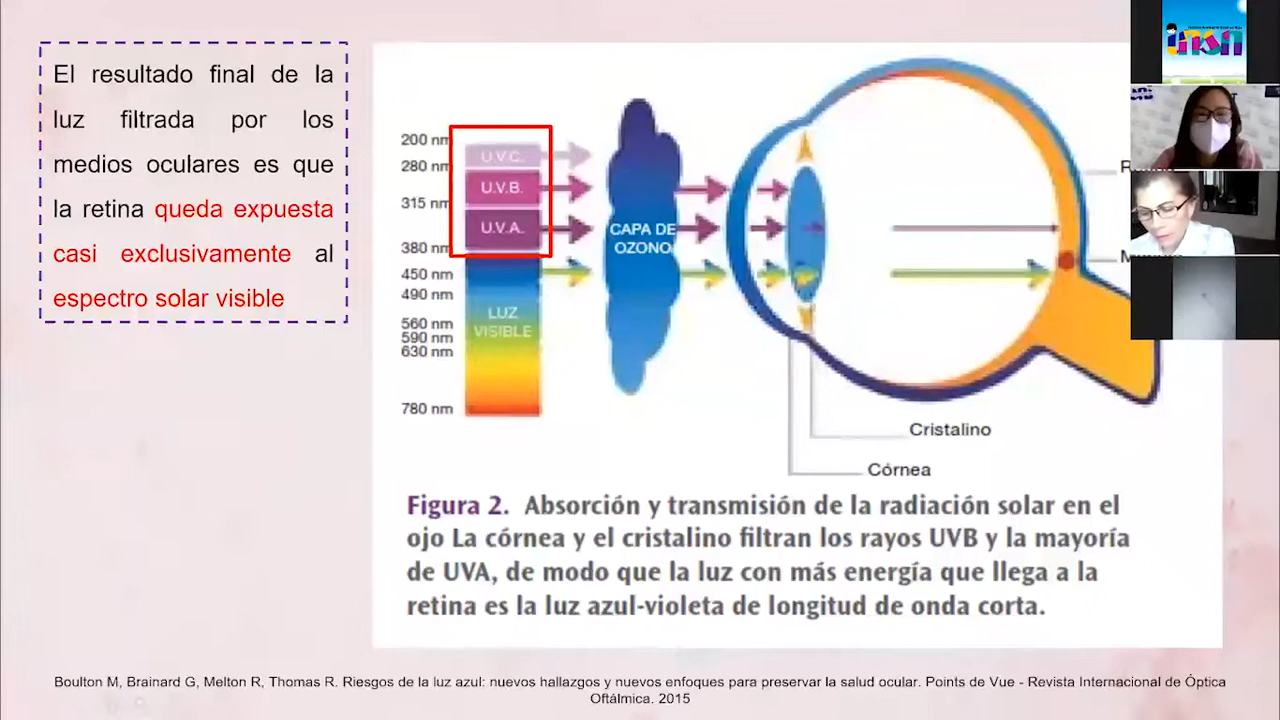 El resultado final de la
luz filtrada por los
medios oculares es que
la retina queda expuesta
casi exclusivamente al
espectro solar visible
200 nm
280 nm
315 nm
380 nm
450 nm
490 nm
560 nm
590 nm
630 nm
780 nm
U.V.C.
U.V.B.
U.V.A.
LUZ
VISIBLE
CAPA DE
OZONO
Cristalino
Córnea
Figura 2. Absorción y transmisión de la radiación solar en el
ojo La córnea y el cristalino filtran los rayos UVB y la mayoría
de UVA, de modo que la luz con más energía que llega a la
retina es la luz azul-violeta de longitud de onda corta.
Boulton M, Brainard G, Melton R, Thomas R. Riesgos de la luz azul: nuevos hallazgos y nuevos enfoques para preservar la salud ocular. Points de Vue - Revista Internacional de Óptica
Oftálmica. 2015
insn